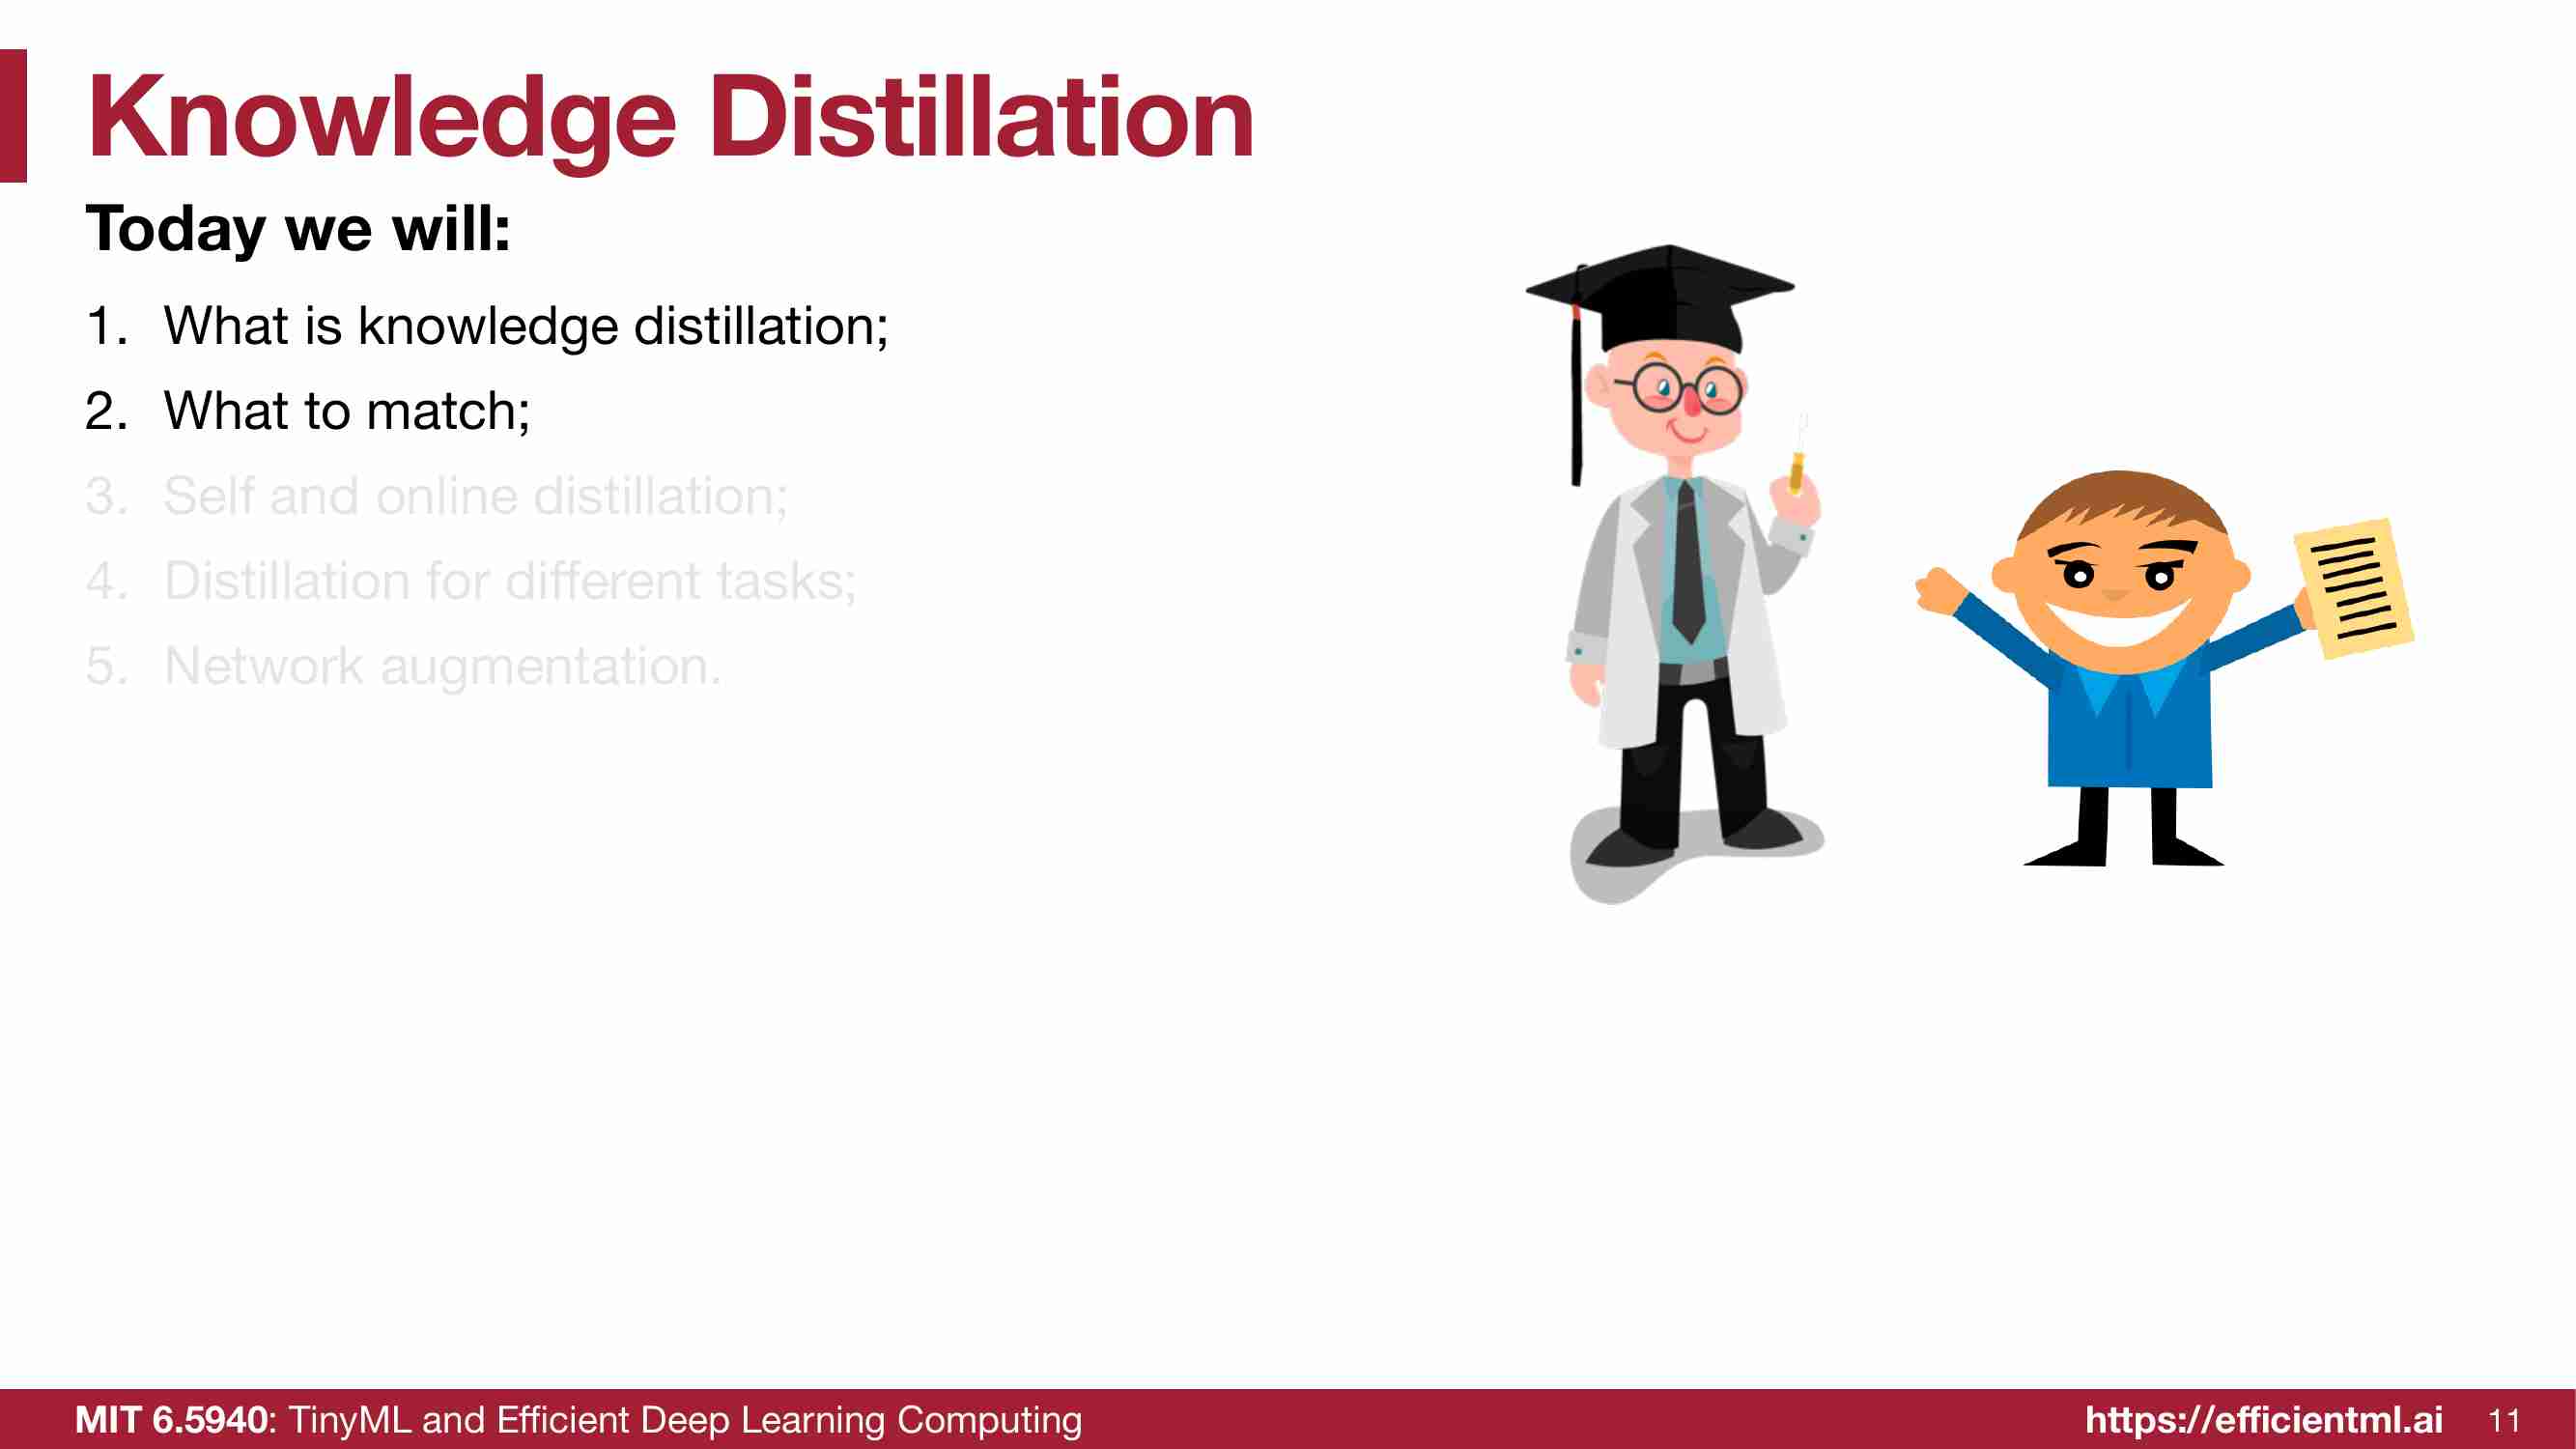 Knowledge Distillation
Today we will:
1. What is knowledge distillation;
2. What to match;
3. Self and online distillation;
4. Distillation for different tasks;
5. Network augmentation.
MIT 6.5940: TinyML and Efficient Deep Learning Computing
https://efficientml.ai 11